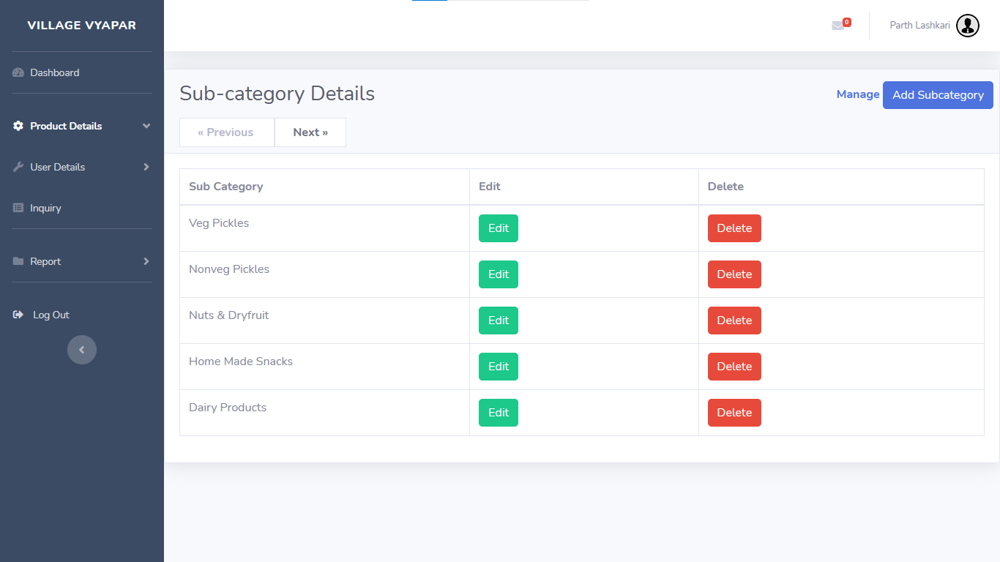 VILLAGE VYAPAR
0
Parth Lashkari
Dashboard
Product Details
User Details
Inquiry
Report
Log Out
Sub-category Details
Manage Add Subcategory
« Previous Next »
Sub Category Edit Delete
Veg Pickles Edit Delete
Nonveg Pickles Edit Delete
Nuts & Dryfruit Edit Delete
Home Made Snacks Edit Delete
Dairy Products Edit Delete